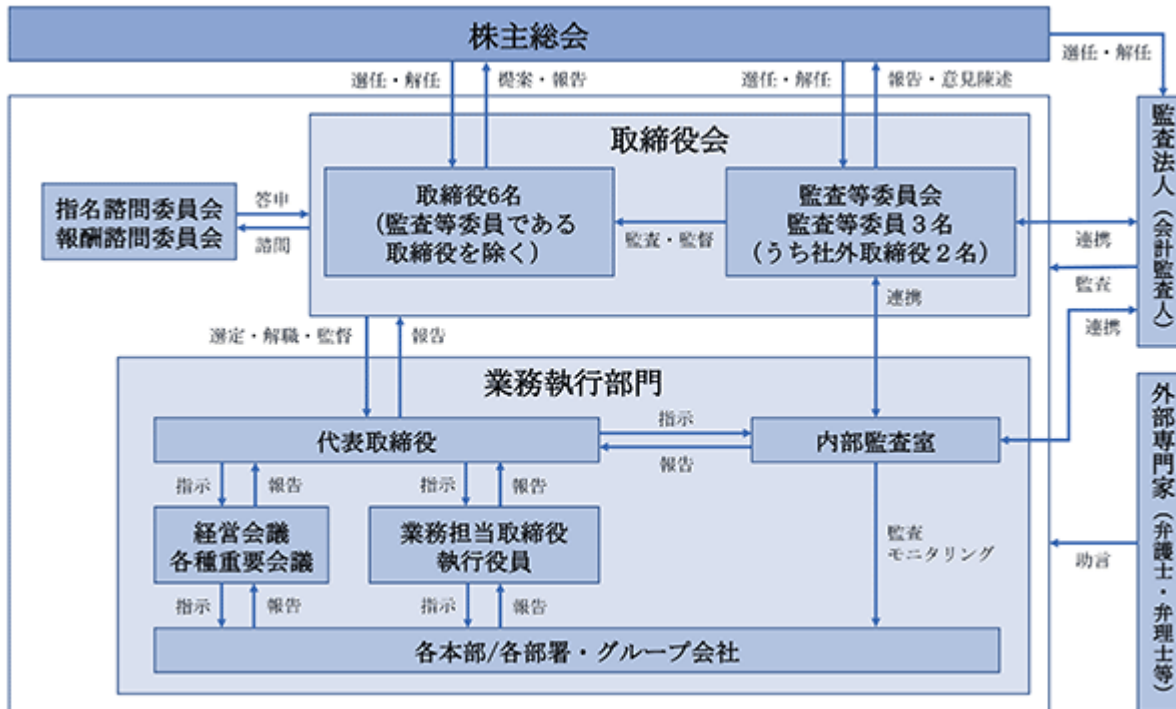 株主総会
選任・解任
提案・報告
選任・解任
報告・意見陳述
選任・解任
取締役会
取締役6名
(監査等委員である
取締役を除く)
監査・監督
監査等委員会
監査等委員3名
(うち社外取締役2名)
指名諮問委員会
報酬諮問委員会
答申
諮問
連携
監査
連携
監査法人(会計監査人)
連携
選定・解職・監督
報告
業務執行部門
代表取締役
指示
報告
内部監査室
指示
報告
指示
報告
経営会議
各種重要会議
業務担当取締役
執行役員
監査
モニタリング
助言
外部専門家(弁護士・弁理士等)
指示
報告
指示
報告
各本部/各部署・グループ会社